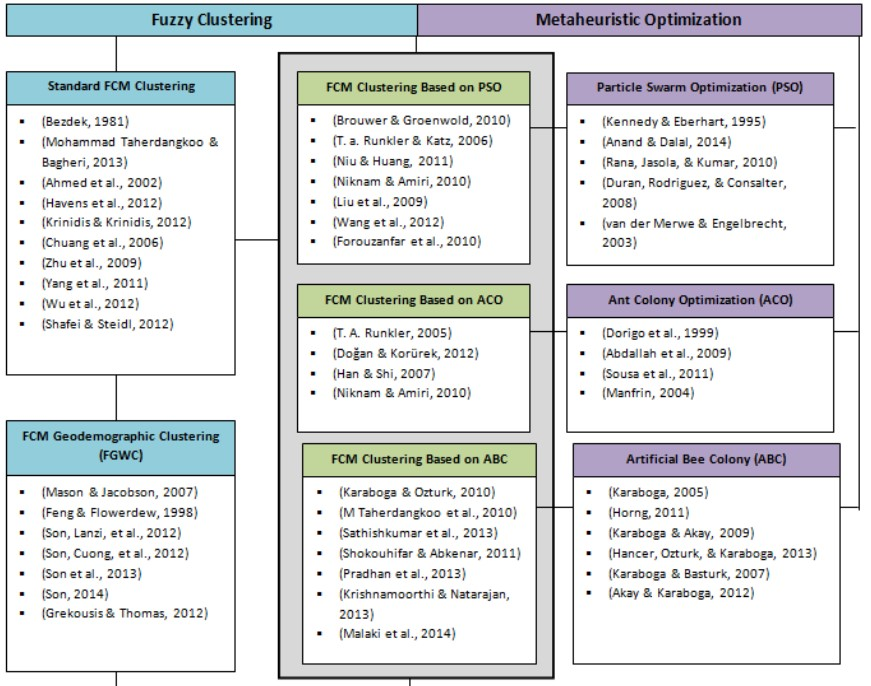 Fuzzy Clustering
Metaheuristic Optimization
Standard FCM Clustering
▪ (Bezdek, 1981)
▪ (Mohammad Taherdangkoo &
Bagheri, 2013)
▪ (Ahmed et al., 2002)
▪ (Havens et al., 2012)
▪ (Krinidis & Krinidis, 2012)
▪ (Chuang et al., 2006)
▪ (Zhu et al., 2009)
▪ (Yang et al., 2011)
▪ (Wu et al., 2012)
▪ (Shafei & Steidl, 2012)
FCM Geodemographic Clustering
(FGWC)
▪ (Mason & Jacobson, 2007)
▪ (Feng & Flowerdew, 1998)
▪ (Son, Lanzi, et al., 2012)
▪ (Son, Cuong, et al., 2012)
▪ (Son et al., 2013)
▪ (Son, 2014)
▪ (Grekousis & Thomas, 2012)
FCM Clustering Based on PSO
▪ (Brouwer & Groenwold, 2010)
▪ (T. a. Runkler & Katz, 2006)
▪ (Niu & Huang, 2011)
▪ (Niknam & Amiri, 2010)
▪ (Liu et al., 2009)
▪ (Wang et al., 2012)
▪ (Forouzanfar et al., 2010)
FCM Clustering Based on ACO
▪ (T. A. Runkler, 2005)
▪ (Doğan & Korürek, 2012)
▪ (Han & Shi, 2007)
▪ (Niknam & Amiri, 2010)
FCM Clustering Based on ABC
▪ (Karaboga & Ozturk, 2010)
▪ (M Taherdangkoo et al., 2010)
▪ (Sathishkumar et al., 2013)
▪ (Shokouhifar & Abkenar, 2011)
▪ (Pradhan et al., 2013)
▪ (Krishnamoorthi & Natarajan,
2013)
▪ (Malaki et al., 2014)
Particle Swarm Optimization (PSO)
▪ (Kennedy & Eberhart, 1995)
▪ (Anand & Dalal, 2014)
▪ (Rana, Jasola, & Kumar, 2010)
▪ (Duran, Rodriguez, & Consalter,
2008)
▪ (van der Merwe & Engelbrecht,
2003)
Ant Colony Optimization (ACO)
▪ (Dorigo et al., 1999)
▪ (Abdallah et al., 2009)
▪ (Sousa et al., 2011)
▪ (Manfrin, 2004)
Artificial Bee Colony (ABC)
▪ (Karaboga, 2005)
▪ (Horng, 2011)
▪ (Karaboga & Akay, 2009)
▪ (Hancer, Ozturk, & Karaboga, 2013)
▪ (Karaboga & Basturk, 2007)
▪ (Akay & Karaboga, 2012)